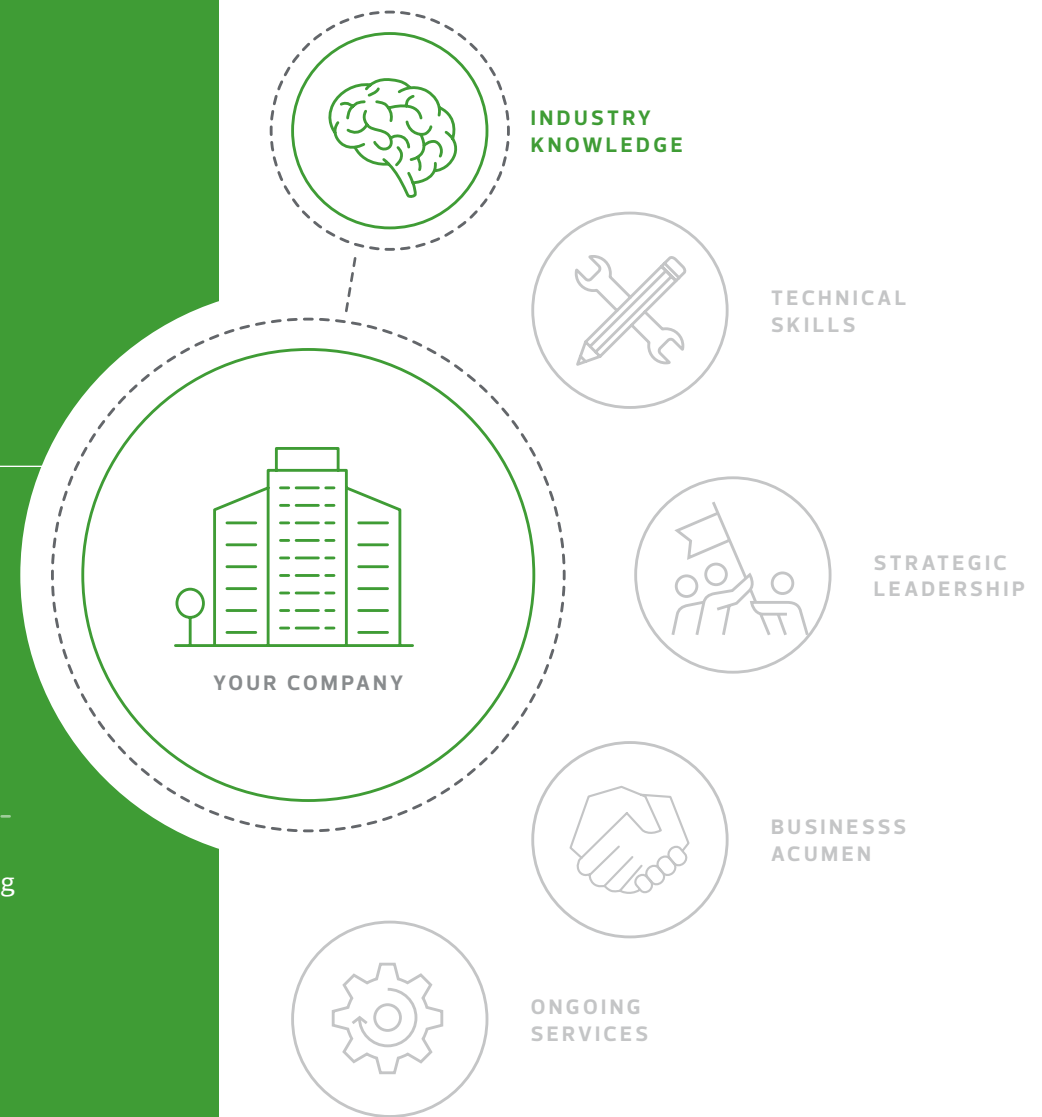 INDUSTRY
KNOWLEDGE
TECHNICAL
SKILLS
STRATEGIC
LEADERSHIP
YOUR COMPANY
BUSINESSS
ACUMEN
g
ONGOING
SERVICES